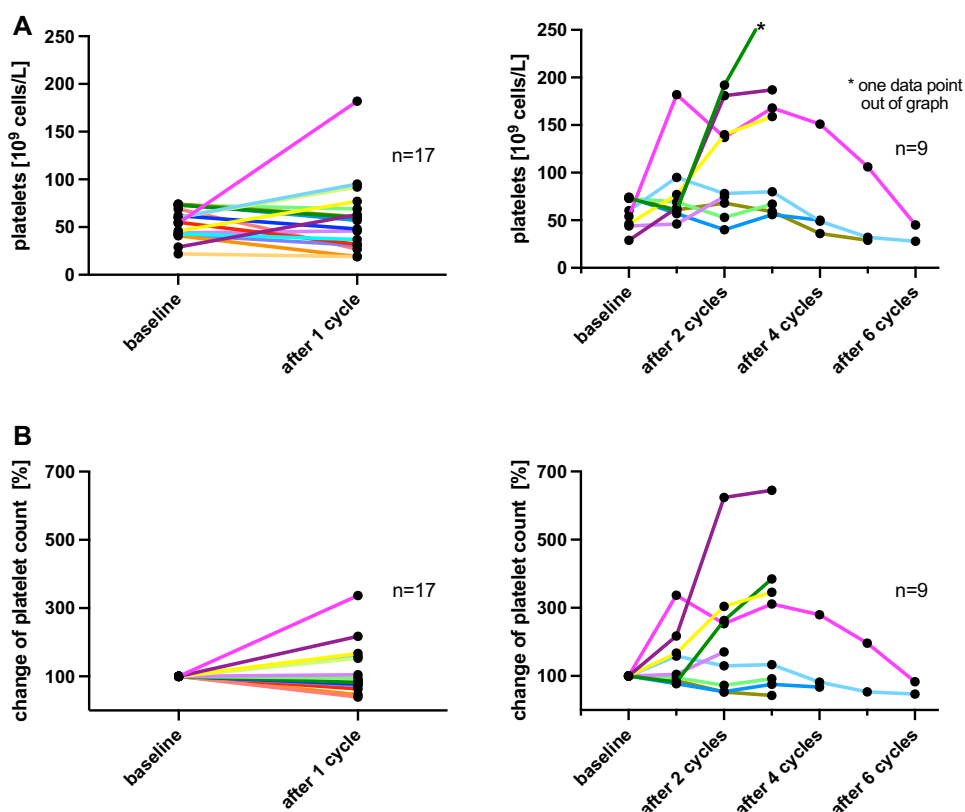 A
platelets [10⁹ cells/L]
250
200
150
100
50
0
n=17
baseline
after 1 cycle
platelets [10⁹ cells/L]
250
200
150
100
50
0
*
* one data point
out of graph
n=9
baseline
after 2 cycles
after 4 cycles
after 6 cycles
B
change of platelet count [%]
700
500
300
100
n=17
baseline
after 1 cycle
change of platelet count [%]
700
500
300
100
n=9
baseline
after 2 cycles
after 4 cycles
after 6 cycles